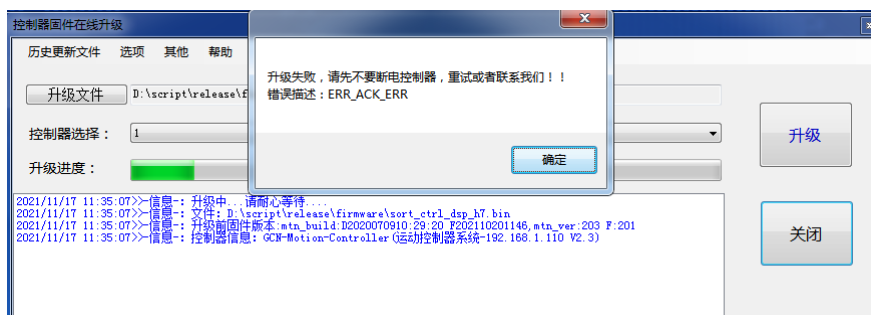 控制器固件在线升级
历史更新文件 选项 其他 帮助
升级失败，请先不要断电控制器，重试或者联系我们！！
错误描述：ERR_ACK_ERR
确定
升级文件 D:\script\release\f
控制器选择： 1
升级进度：
升级
关闭
2021/11/17 11:35:07>>-信息-: 升级中...请耐心等待....
2021/11/17 11:35:07>>-信息-: 文件: D:\script\release\firmware\sort_ctrl_dsp_h7.bin
2021/11/17 11:35:07>>-信息-: 升级前固件版本:mtn_build:D2020070910:29:20 F202110201146,mtn_ver:203 F:201
2021/11/17 11:35:07>>-信息-: 控制器信息: GCN-Motion-Controller(运动控制器系统-192.168.1.110 V2.3)